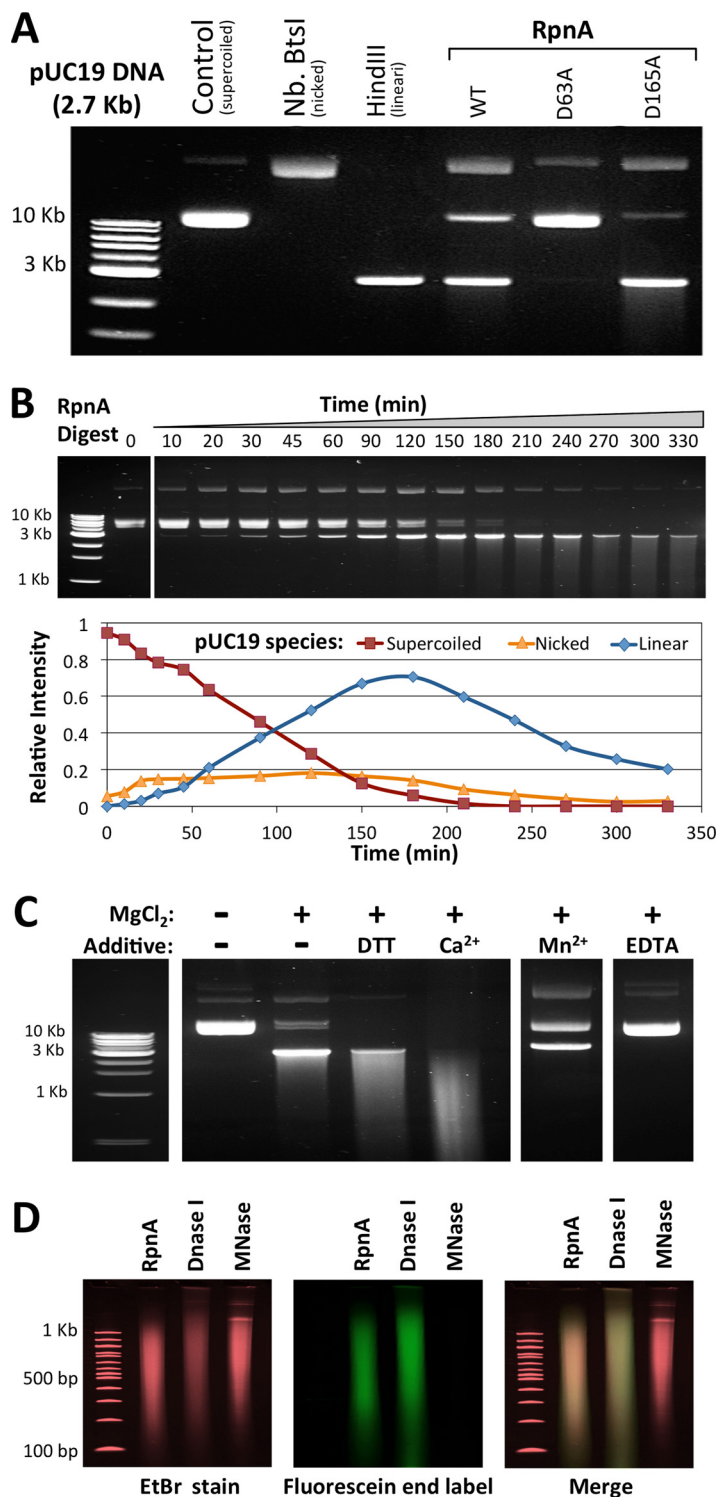 A
RpnA
pUC19 DNA
(2.7 Kb)
Control
(supercoiled)
Nb. BtsI
(nicked)
HindIII
(lineari)
WT
D63A
D165A
10 Kb
3 Kb
B
RpnA
Digest
Time (min)
0 10 20 30 45 60 90 120 150 180 210 240 270 300 330
10 Kb
3 Kb
1 Kb
pUC19 species: Supercoiled Nicked Linear
Relative Intensity
1
0.8
0.6
0.4
0.2
0
0 50 100 150 200 250 300 350
Time (min)
C
MgCl₂: - + + + + +
Additive: - - DTT Ca²⁺ Mn²⁺ EDTA
10 Kb
3 Kb
1 Kb
D
RpnA
Dnase I
MNase
RpnA
Dnase I
MNase
RpnA
Dnase I
MNase
1 Kb
500 bp
100 bp
EtBr stain
Fluorescein end label
Merge